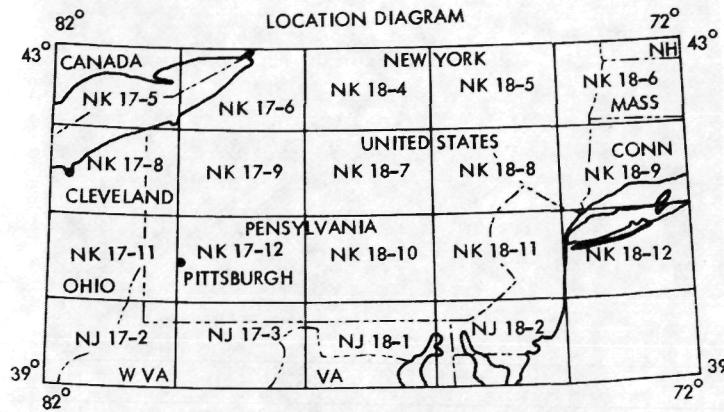 LOCATION DIAGRAM
82° 72°
43° 43°
CANADA NEW YORK NH
NK 17-5 NK 17-6 NK 18-4 NK 18-5 NK 18-6
MASS
UNITED STATES CONN
NK 17-8 NK 17-9 NK 18-7 NK 18-8 NK 18-9
CLEVELAND
PENSYLVANIA
NK 17-11 NK 17-12 NK 18-10 NK 18-11 NK 18-12
OHIO PITTSBURGH
NJ 17-2 NJ 17-3 NJ 18-1 NJ 18-2
39° W VA VA 39
82° 72°